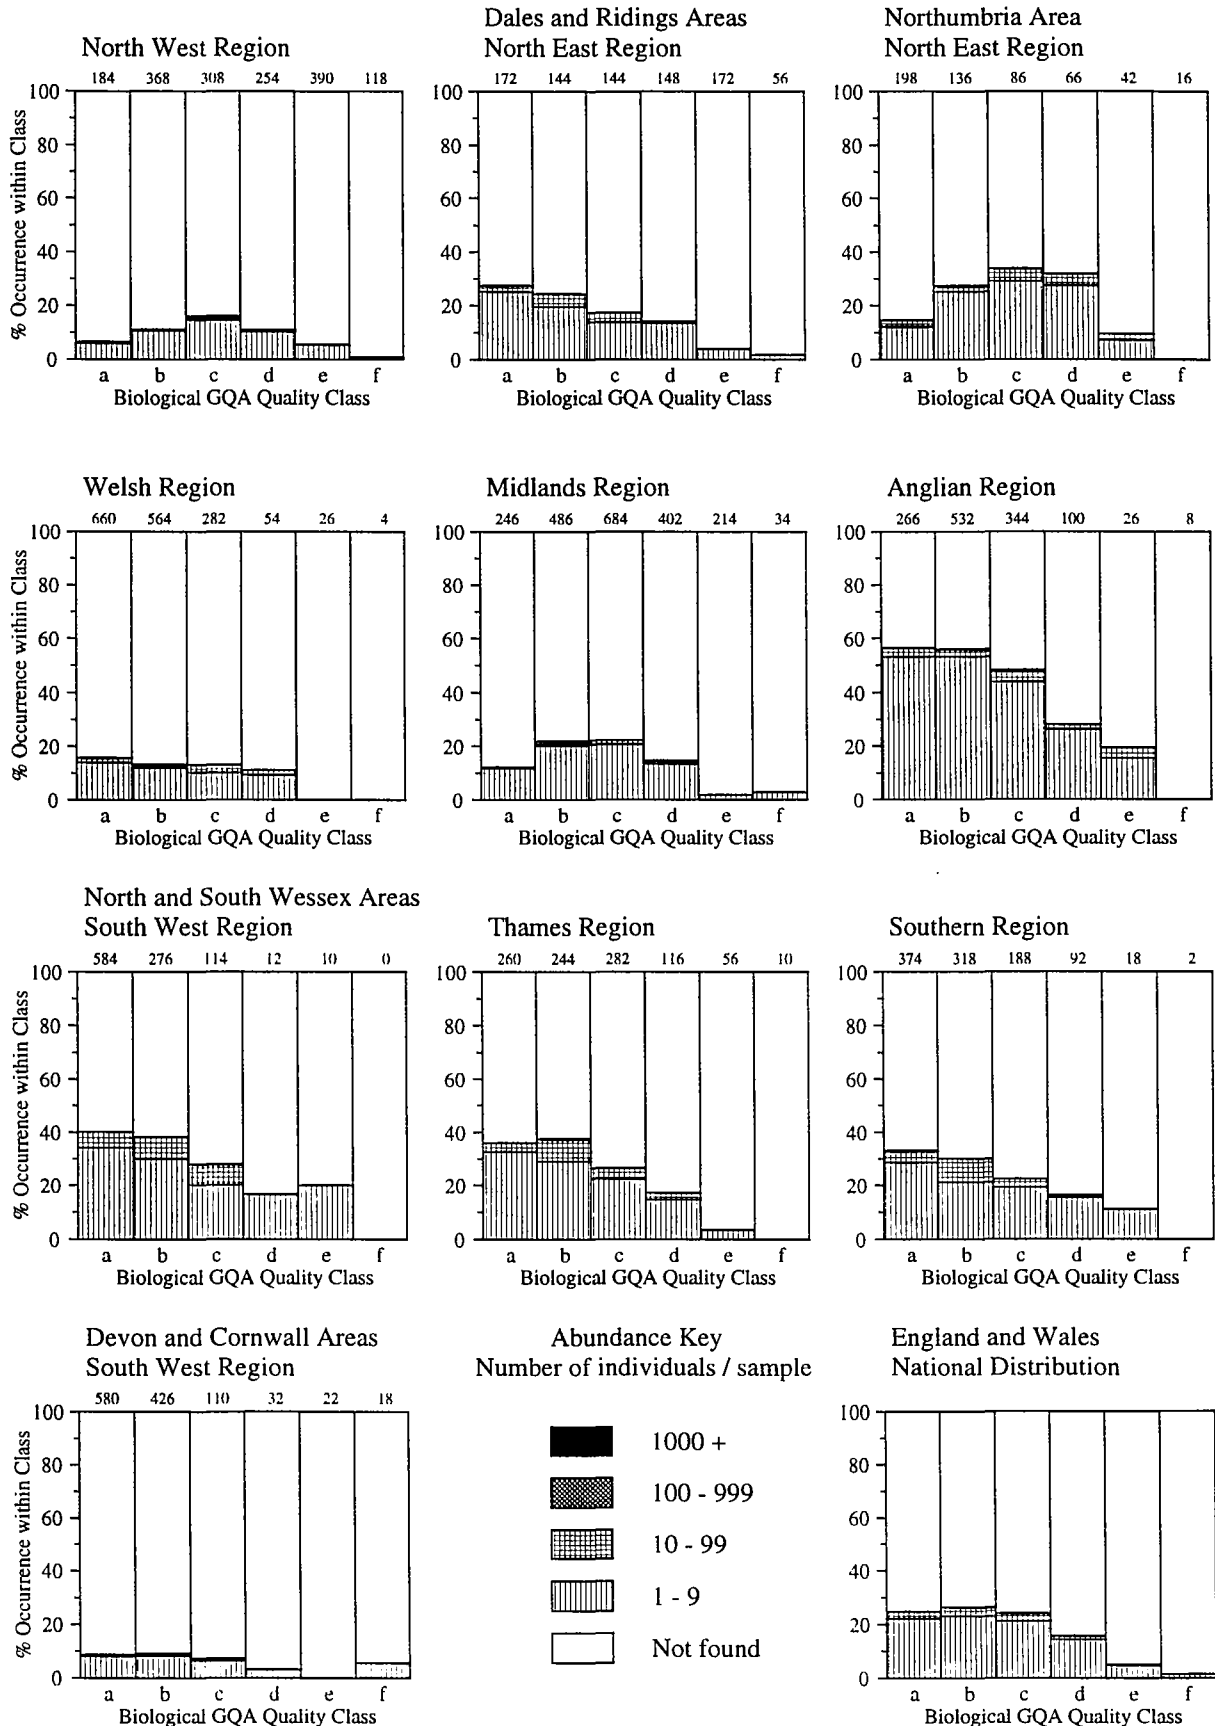 North West Region
184 368 308 254 390 118
% Occurrence within Class
100
80
60
40
20
0
a b c d e f
Biological GQA Quality Class
Dales and Ridings Areas
North East Region
172 144 144 148 172 56
100
80
60
40
20
0
a b c d e f
Biological GQA Quality Class
Northumbria Area
North East Region
198 136 86 66 42 16
100
80
60
40
20
0
a b c d e f
Biological GQA Quality Class
Welsh Region
660 564 282 54 26 4
% Occurrence within Class
100
80
60
40
20
0
a b c d e f
Biological GQA Quality Class
Midlands Region
246 486 684 402 214 34
100
80
60
40
20
0
a b c d e f
Biological GQA Quality Class
Anglian Region
266 532 344 100 26 8
100
80
60
40
20
0
a b c d e f
Biological GQA Quality Class
North and South Wessex Areas
South West Region
584 276 114 12 10 0
% Occurrence within Class
100
80
60
40
20
0
a b c d e f
Biological GQA Quality Class
Thames Region
260 244 282 116 56 10
100
80
60
40
20
0
a b c d e f
Biological GQA Quality Class
Southern Region
374 318 188 92 18 2
100
80
60
40
20
0
a b c d e f
Biological GQA Quality Class
Devon and Cornwall Areas
South West Region
580 426 110 32 22 18
% Occurrence within Class
100
80
60
40
20
0
a b c d e f
Biological GQA Quality Class
Abundance Key
Number of individuals / sample
1000 +
100 - 999
10 - 99
1 - 9
Not found
England and Wales
National Distribution
100
80
60
40
20
0
a b c d e f
Biological GQA Quality Class